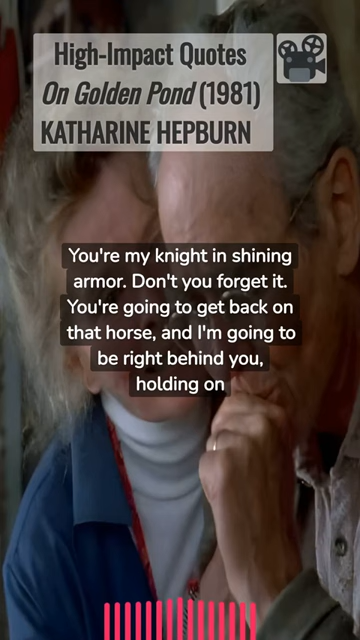 High-Impact Quotes
On Golden Pond (1981)
KATHARINE HEPBURN
You're my knight in shining
armor. Don't you forget it.
You're going to get back on
that horse, and I'm going to
be right behind you,
holding on